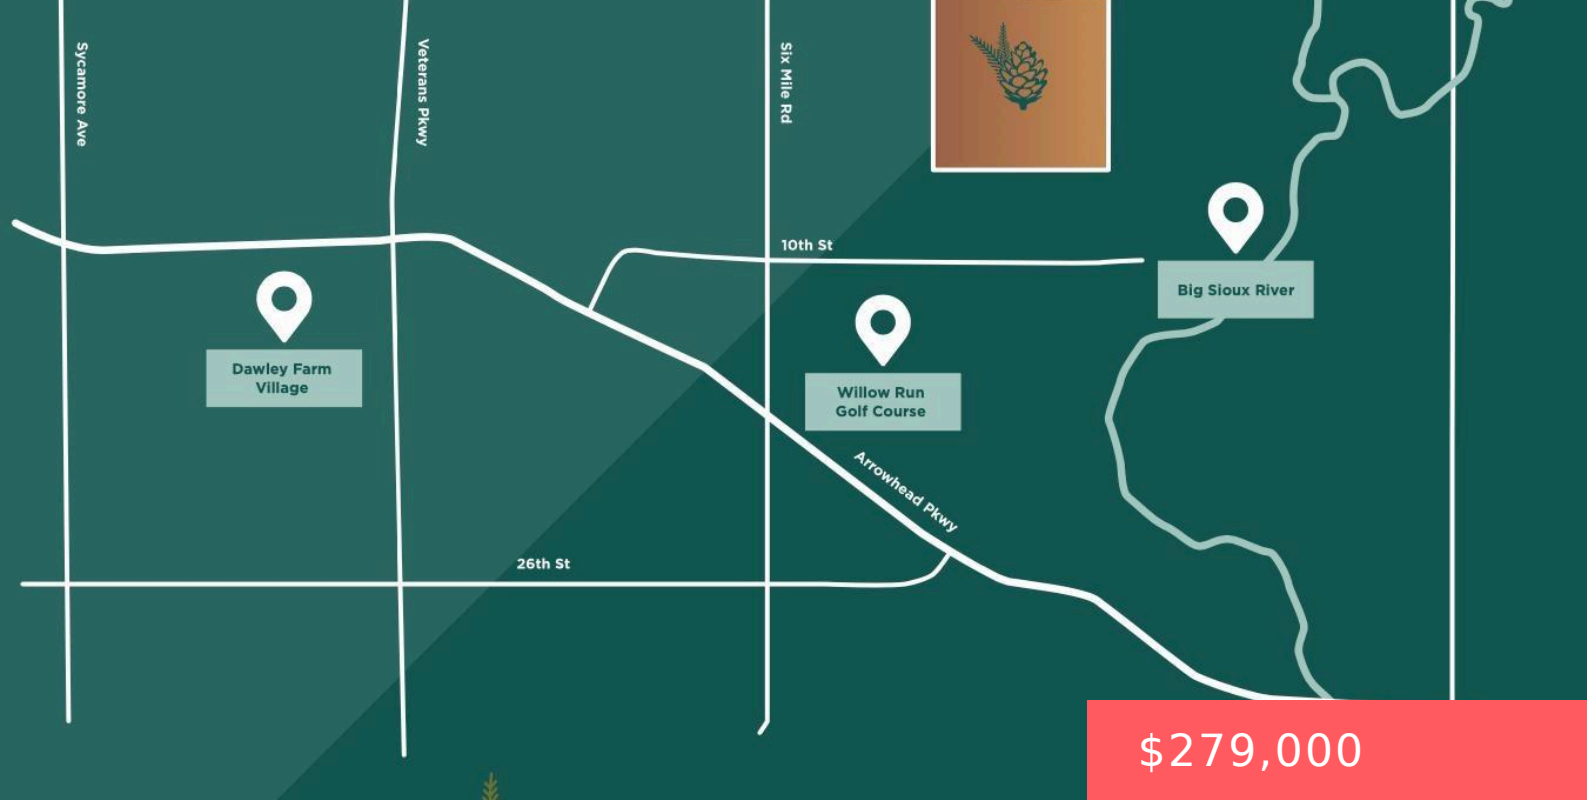 Sycamore Ave
Veterans Pkwy
Six Mile Rd
10th St
Big Sioux River
Dawley Farm
Village
Willow Run
Golf Course
Arrowhead Pkwy
26th St
$279,000